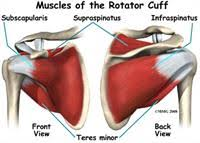 Muscles of the Rotator Cuff
Subscapularis Supraspinatus Infraspinatus
Front View
Teres minor
Back View